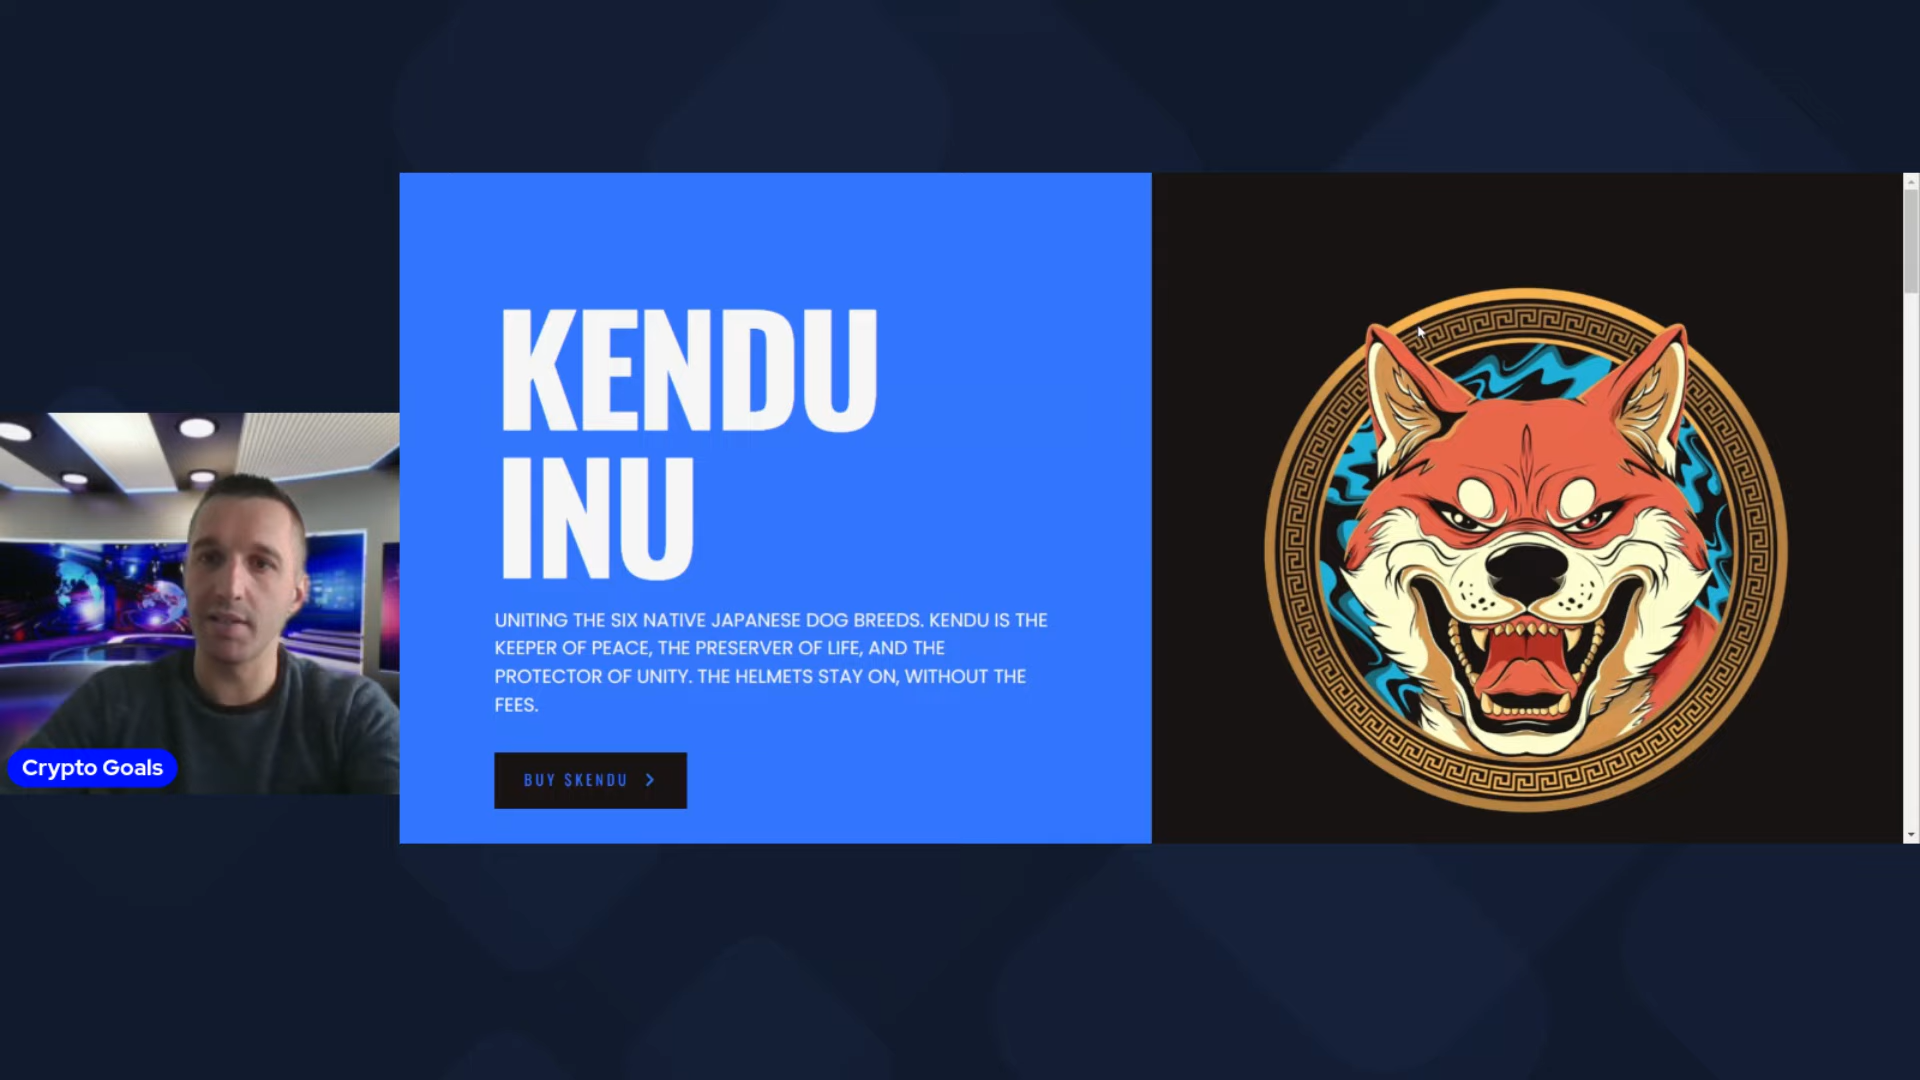 KENDU
INU
UNITING THE SIX NATIVE JAPANESE DOG BREEDS. KENDU IS THE
KEEPER OF PEACE, THE PRESERVER OF LIFE, AND THE
PROTECTOR OF UNITY. THE HELMETS STAY ON, WITHOUT THE
FEES.
BUY SKENDU
Crypto Goals